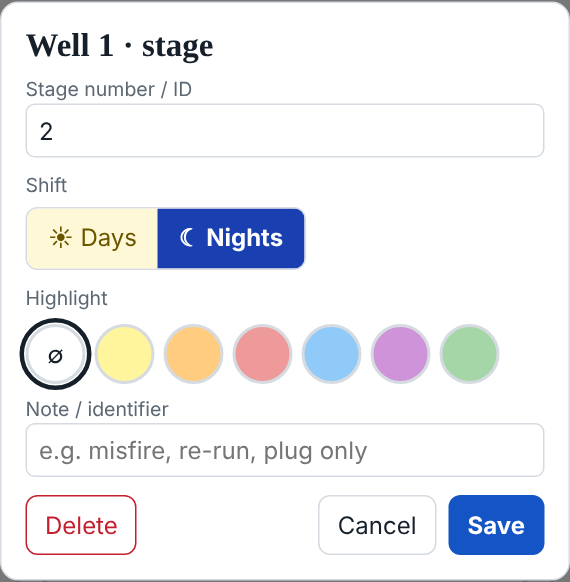 Well 1 · stage
Stage number / ID
2
Shift
☀ Days ☾ Nights
Highlight
⌀
Note / identifier
e.g. misfire, re-run, plug only
Delete Cancel Save